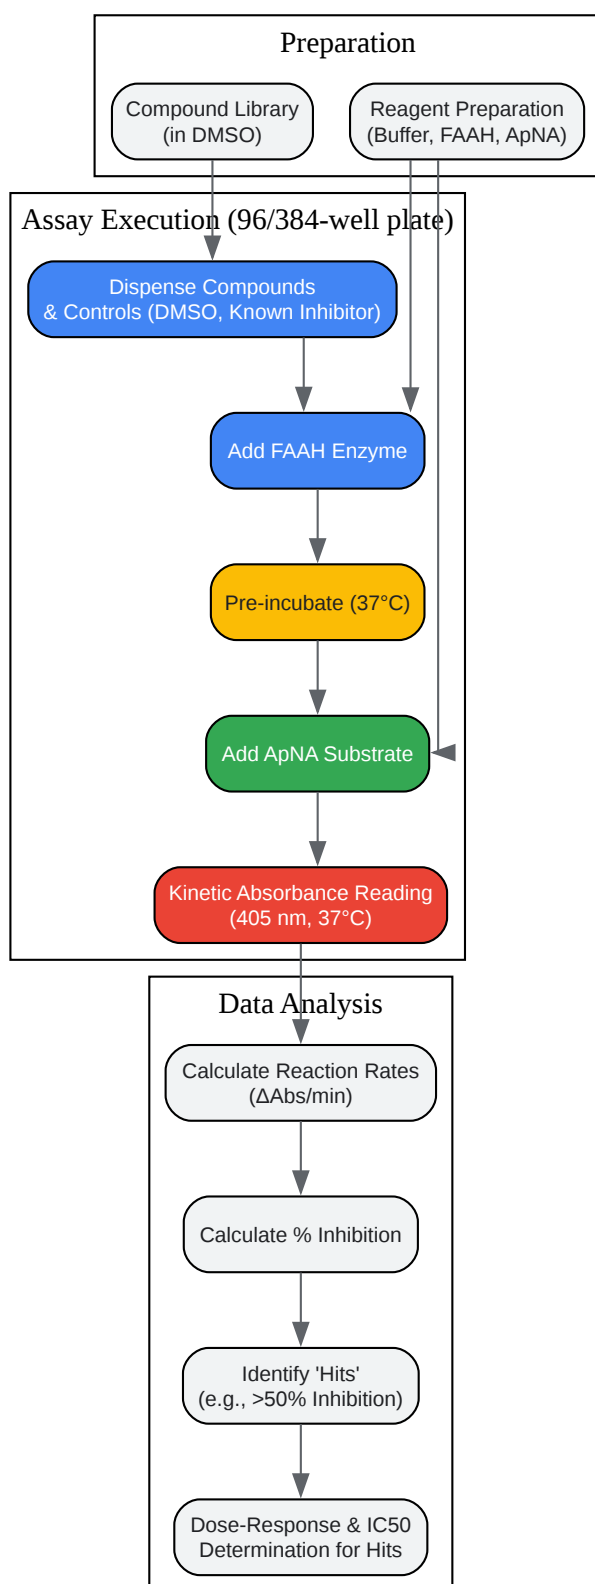 Preparation
Compound Library
(in DMSO)
Reagent Preparation
(Buffer, FAAH, ApNA)
Assay Execution (96/384-well plate)
Dispense Compounds
& Controls (DMSO, Known Inhibitor)
Add FAAH Enzyme
Pre-incubate (37°C)
Add ApNA Substrate
Kinetic Absorbance Reading
(405 nm, 37°C)
Data Analysis
Calculate Reaction Rates
(ΔAbs/min)
Calculate % Inhibition
Identify 'Hits'
(e.g., >50% Inhibition)
Dose-Response & IC50
Determination for Hits